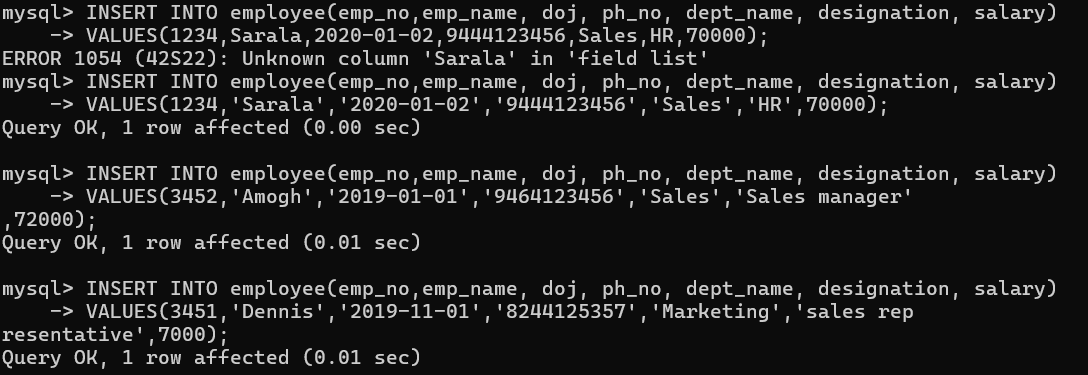 mysql> INSERT INTO employee(emp_no,emp_name, doj, ph_no, dept_name, designation, salary)
    -> VALUES(1234,Sarala,2020-01-02,9444123456,Sales,HR,70000);
ERROR 1054 (42S22): Unknown column 'Sarala' in 'field list'
mysql> INSERT INTO employee(emp_no,emp_name, doj, ph_no, dept_name, designation, salary)
    -> VALUES(1234,'Sarala','2020-01-02','9444123456','Sales','HR',70000);
Query OK, 1 row affected (0.00 sec)

mysql> INSERT INTO employee(emp_no,emp_name, doj, ph_no, dept_name, designation, salary)
    -> VALUES(3452,'Amogh','2019-01-01','9464123456','Sales','Sales manager'
,72000);
Query OK, 1 row affected (0.01 sec)

mysql> INSERT INTO employee(emp_no,emp_name, doj, ph_no, dept_name, designation, salary)
    -> VALUES(3451,'Dennis','2019-11-01','8244125357','Marketing','sales rep
resentative',7000);
Query OK, 1 row affected (0.01 sec)